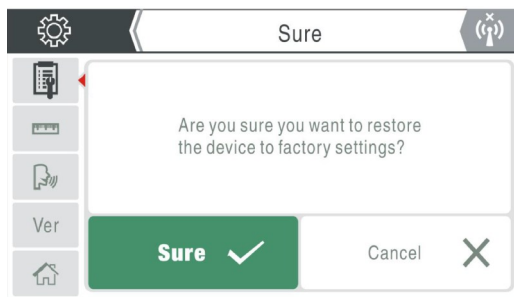 Sure
Are you sure you want to restore
the device to factory settings?
Ver
Sure
Cancel